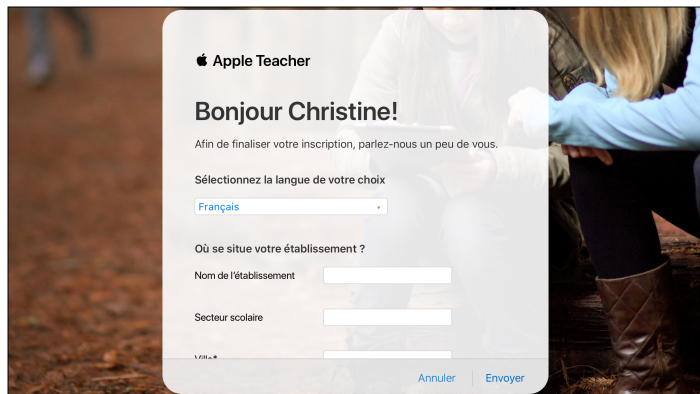 Apple Teacher
Bonjour Christine!
Afin de finaliser votre inscription, parlez-nous un peu de vous.
Sélectionnez la langue de votre choix
Français
Où se situe votre établissement ?
Nom de l'établissement
Secteur scolaire
Ville*
Annuler
Envoyer